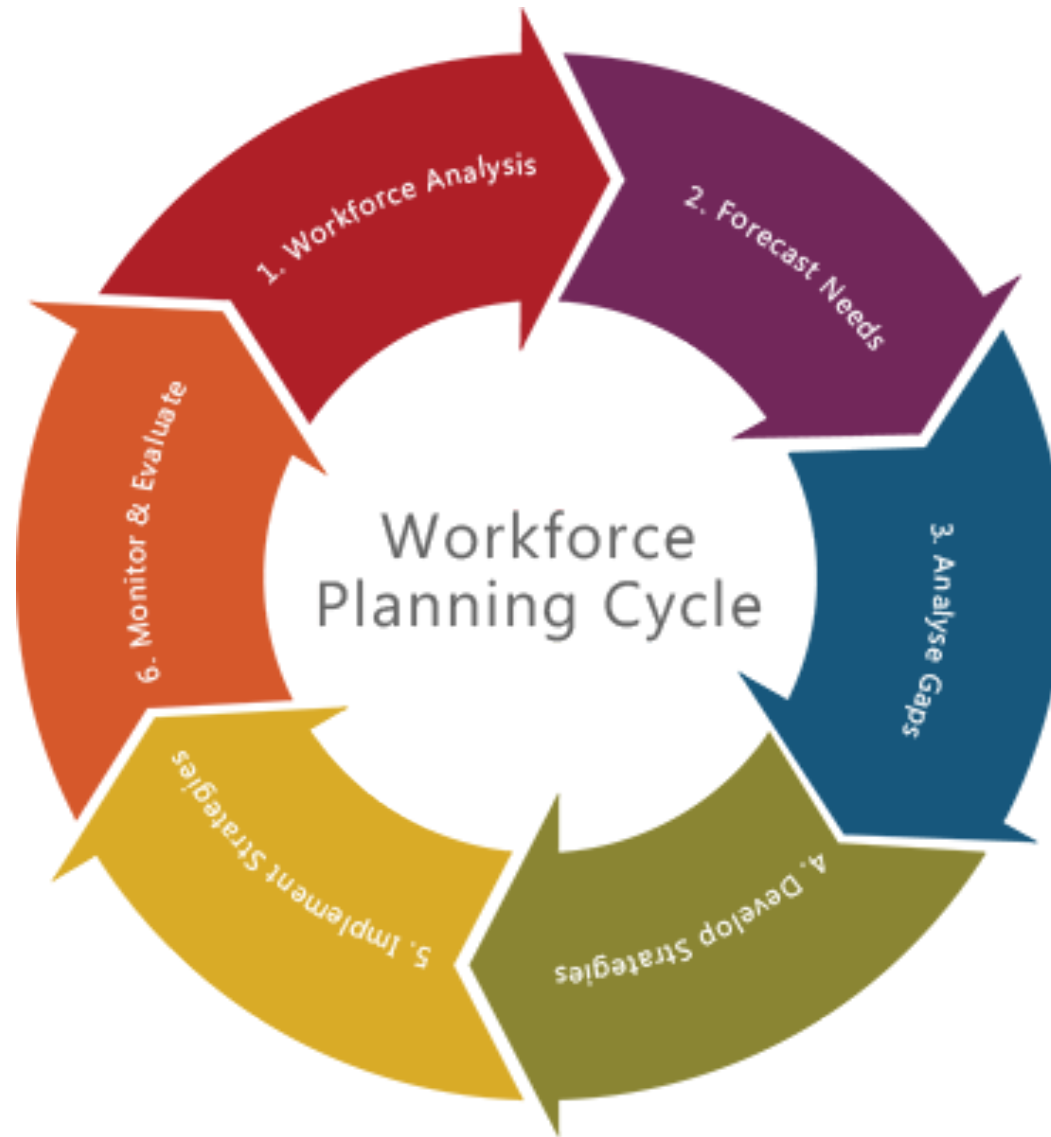 1. Workforce Analysis
2. Forecast Needs
3. Analyse Gaps
4. Develop Strategies
5. Implement Strategies
6. Monitor & Evaluate
Workforce
Planning Cycle